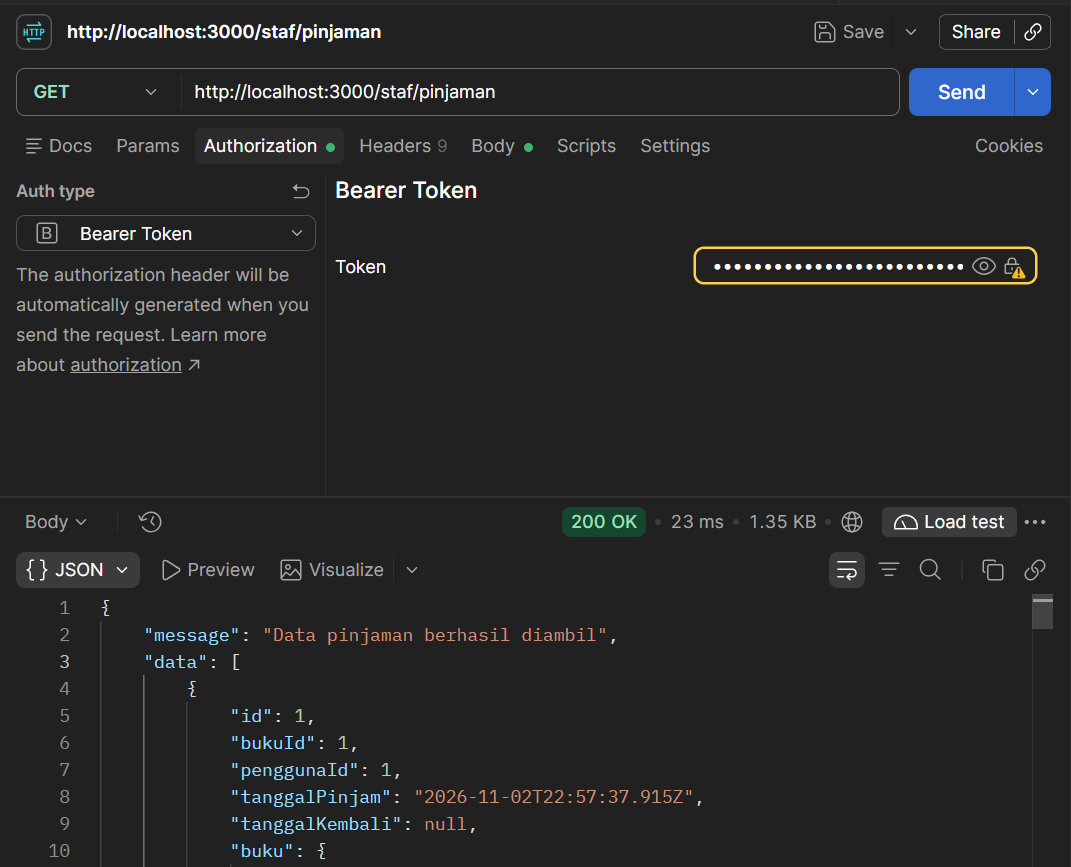 HTTP http://localhost:3000/staf/pinjaman Save Share
GET http://localhost:3000/staf/pinjaman Send
Docs Params Authorization Headers 9 Body Scripts Settings Cookies
Auth type
B Bearer Token
The authorization header will be
automatically generated when you
send the request. Learn more
about authorization ↗
Bearer Token
Token ••••••••••••••••••••••••
Body 200 OK • 23 ms • 1.35 KB • Load test
{} JSON Preview Visualize
1 {
2 "message": "Data pinjaman berhasil diambil",
3 "data": [
4 {
5 "id": 1,
6 "bukuId": 1,
7 "penggunaId": 1,
8 "tanggalPinjam": "2026-11-02T22:57:37.915Z",
9 "tanggalKembali": null,
10 "buku": {